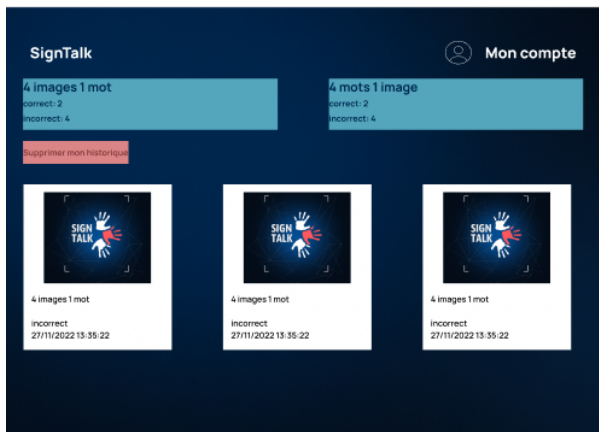 SignTalk
Mon compte
4 images 1 mot
correct: 2
incorrect: 4
4 mots 1 image
correct: 2
incorrect: 4
Supprimer mon historique
SIGN
TALK
4 images 1 mot
incorrect
27/11/2022 13:35:22
SIGN
TALK
4 images 1 mot
incorrect
27/11/2022 13:35:22
SIGN
TALK
4 images 1 mot
incorrect
27/11/2022 13:35:22